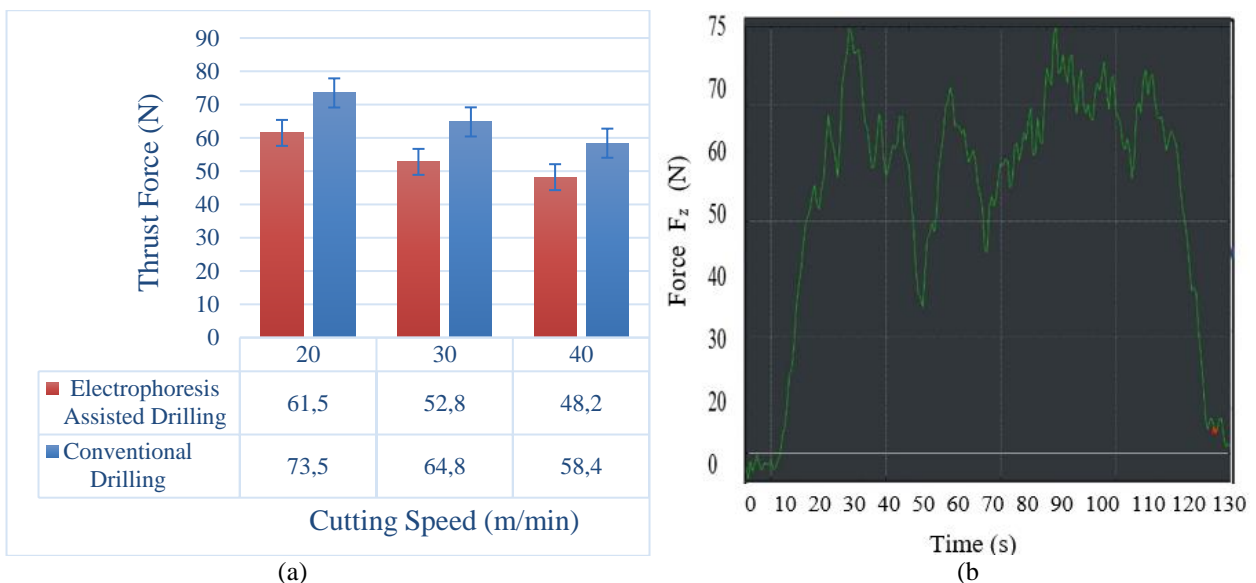 90
80
70
60
50
40
30
20
10
0
Thrust Force (N)
20 30 40
Electrophoresis Assisted Drilling 61,5 52,8 48,2
Conventional Drilling 73,5 64,8 58,4
Cutting Speed (m/min)
(a)
75
70
60
50
40
30
20
0
Force F_z (N)
0 10 20 30 40 50 60 70 80 90 100 110 120 130
Time (s)
(b